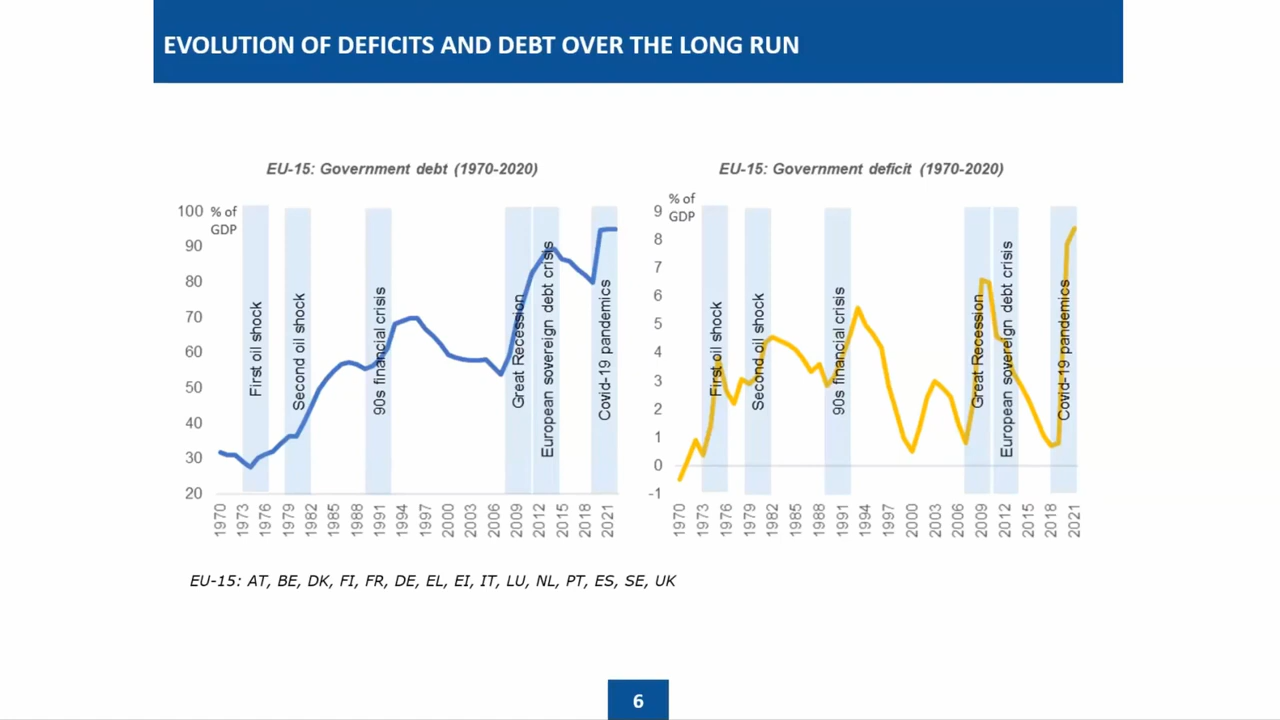 EVOLUTION OF DEFICITS AND DEBT OVER THE LONG RUN
EU-15: Government debt (1970-2020)
% of
GDP
100
90
80
70
60
50
40
30
20
First oil shock
Second oil shock
90s financial crisis
Great Recession
European sovereign debt crisis
Covid-19 pandemics
1970
1973
1976
1979
1982
1985
1988
1991
1994
1997
2000
2003
2006
2009
2012
2015
2018
2021
EU-15: Government deficit (1970-2020)
% of
GDP
9
8
7
6
5
4
3
2
1
0
-1
First oil shock
Second oil shock
90s financial crisis
Great Recession
European sovereign debt crisis
Covid-19 pandemics
1970
1973
1976
1979
1982
1985
1988
1991
1994
1997
2000
2003
2006
2009
2012
2015
2018
2021
EU-15: AT, BE, DK, FI, FR, DE, EL, EI, IT, LU, NL, PT, ES, SE, UK
6